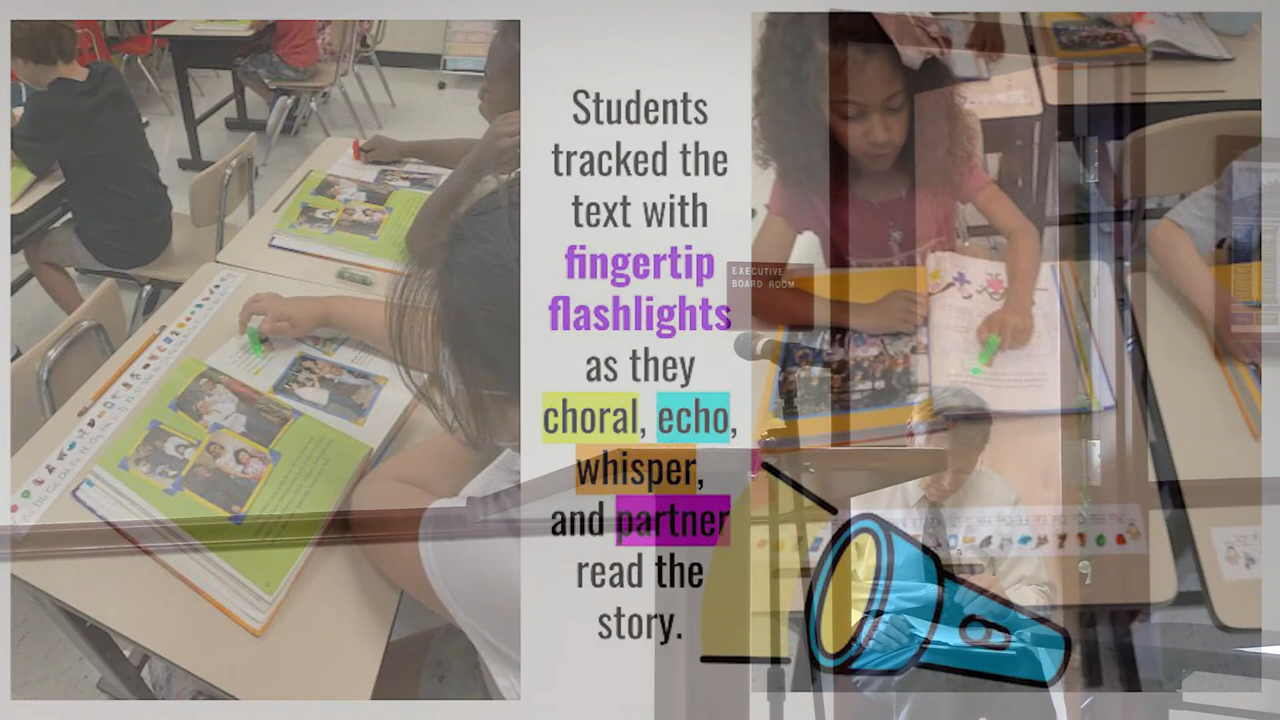 Students
tracked the
text with
fingertip
flashlights
as they
choral, echo,
whisper,
and partner
read the
story.
EXECUTIVE
BOARD ROOM